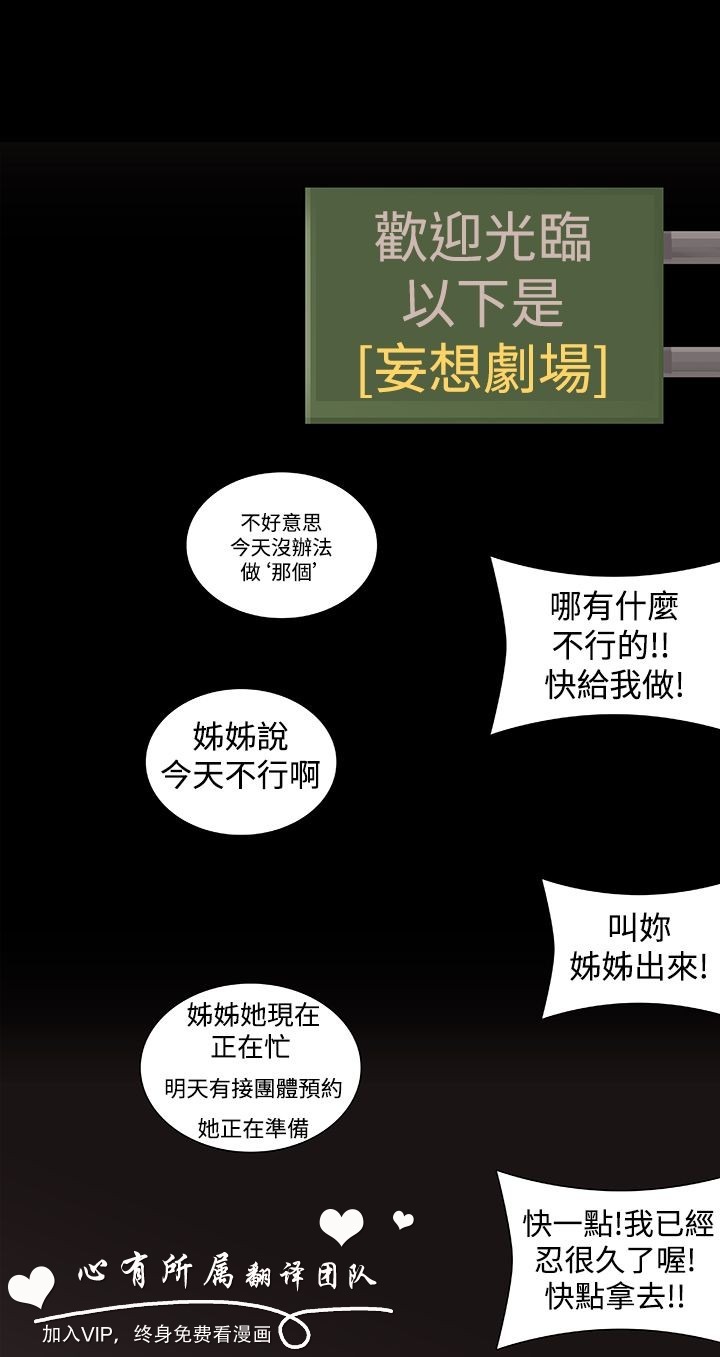 歡迎光臨
以下是
[妄想劇場]
不好意思
今天沒辦法
做 ‘那個’
哪有什麼
不行的!!
快給我做!
姊姊說
今天不行啊
叫妳
姊姊出來!
姊姊她現在
正在忙
明天有接團體預約
她正在準備
快一點!我已經
忍很久了喔!
快點拿去!!
心有所属翻译团队
加入VIP，终身免费看漫画